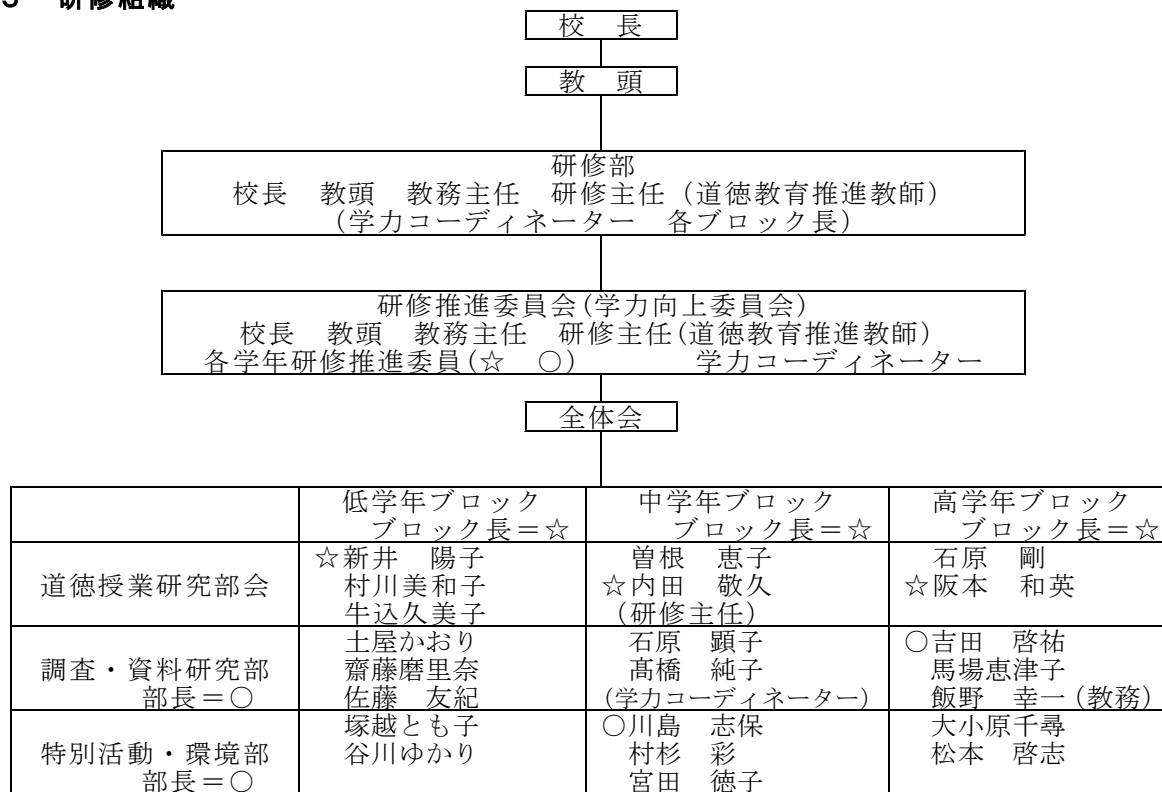 研修組織
校　長
教　頭
研修部
校長　教頭　教務主任　研修主任（道徳教育推進教師）
（学力コーディネーター　各ブロック長）
研修推進委員会(学力向上委員会)
校長　教頭　教務主任　研修主任(道徳教育推進教師)
各学年研修推進委員(☆　○)　　　学力コーディネーター
全体会
低学年ブロック
ブロック長＝☆
中学年ブロック
ブロック長＝☆
高学年ブロック
ブロック長＝☆
道徳授業研究部会
☆新井　陽子
村川美和子
牛込久美子
曽根　恵子
☆内田　敬久
（研修主任）
石原　剛
☆阪本　和英
調査・資料研究部
部長＝○
土屋かおり
齋藤磨里奈
佐藤　友紀
石原　顕子
髙橋　純子
(学力コーディネーター)
○吉田　啓祐
馬場恵津子
飯野　幸一（教務）
特別活動・環境部
部長＝○
塚越とも子
谷川ゆかり
○川島　志保
村杉　彩
宮田　徳子
大小原千尋
松本　啓志